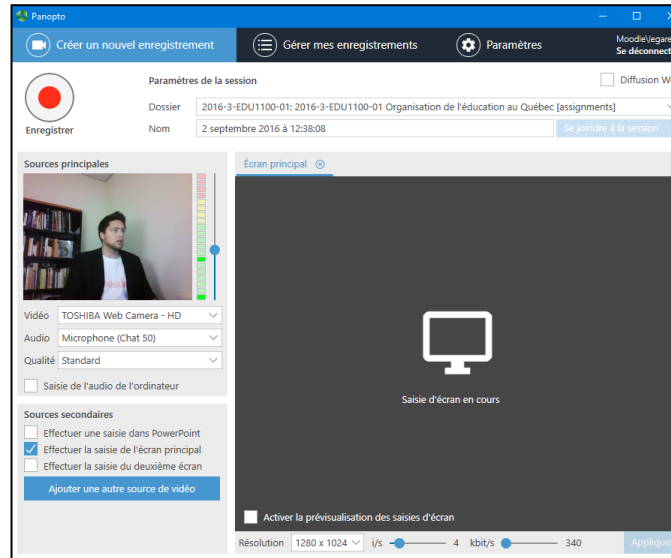 Panopto
Créer un nouvel enregistrement
Gérer mes enregistrements
Paramètres
Moodle\legare
Se déconnect
Paramètres de la session
Diffusion We
Dossier 2016-3-EDU1100-01: 2016-3-EDU1100-01 Organisation de l'éducation au Québec [assignments]
Enregistrer
Nom 2 septembre 2016 à 12:38:08
Se joindre à la session
Sources principales
Écran principal
Vidéo TOSHIBA Web Camera - HD
Audio Microphone (Chat 50)
Qualité Standard
Saisie de l'audio de l'ordinateur
Saisie d'écran en cours
Sources secondaires
Effectuer une saisie dans PowerPoint
Effectuer la saisie de l'écran principal
Effectuer la saisie du deuxième écran
Ajouter une autre source de vidéo
Activer la prévisualisation des saisies d'écran
Résolution 1280 x 1024 i/s 4 kbit/s 340 Applique